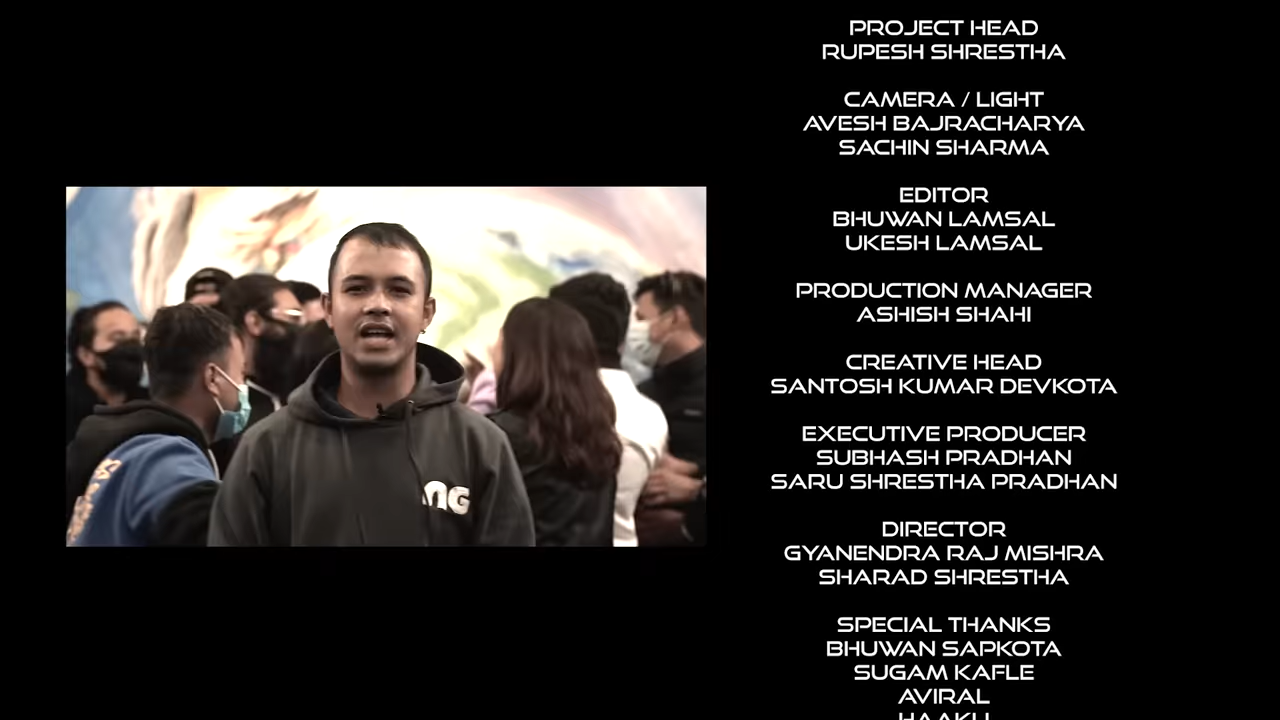 PROJECT HEAD
RUPESH SHRESTHA
CAMERA / LIGHT
AVESH BAJRACHARYA
SACHIN SHARMA
EDITOR
BHUWAN LAMSAL
UKESH LAMSAL
PRODUCTION MANAGER
ASHISH SHAHI
CREATIVE HEAD
SANTOSH KUMAR DEVKOTA
EXECUTIVE PRODUCER
SUBHASH PRADHAN
SARU SHRESTHA PRADHAN
DIRECTOR
GYANENDRA RAJ MISHRA
SHARAD SHRESTHA
SPECIAL THANKS
BHUWAN SAPKOTA
SUGAM KAFLE
AVIRAL